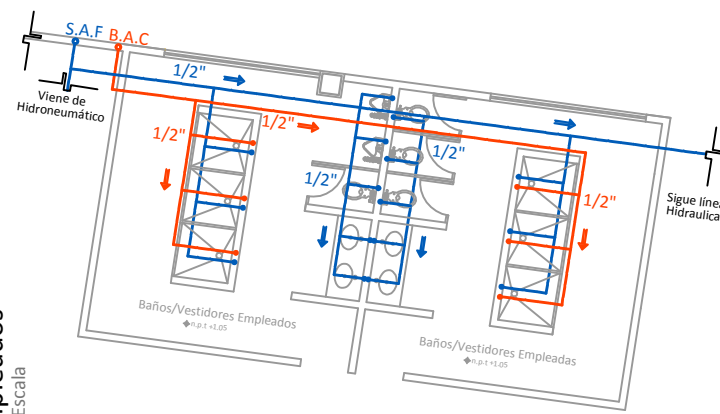 S.A.F B.A.C
1/2"
Viene de
Hidroneumático
1/2"
1/2"
1/2"
1/2"
1/2"
Sigue línea
Hidraulica
Baños/Vestidores Empleados
n.p.t +1.05
Baños/Vestidores Empleadas
n.p.t +1.05
Escala